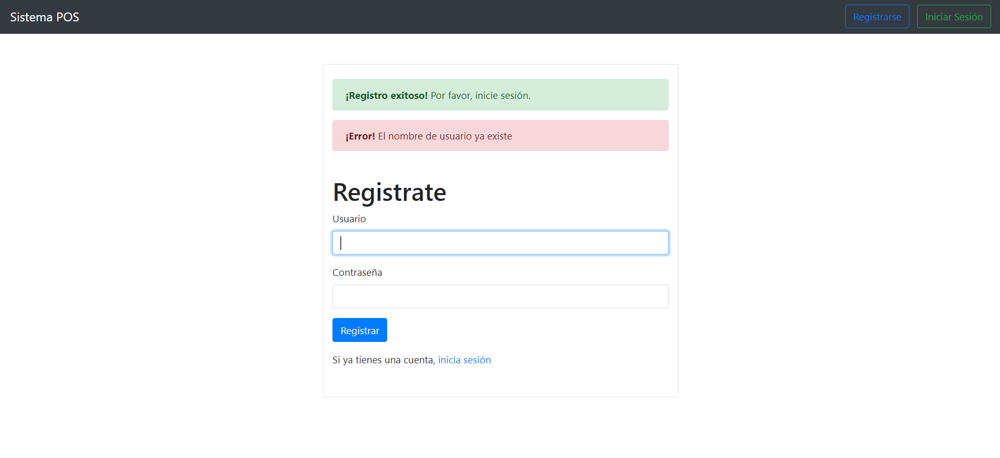 Sistema POS
Registrarse
Iniciar Sesión
¡Registro exitoso! Por favor, inicie sesión.
¡Error! El nombre de usuario ya existe
Registrate
Usuario
Contraseña
Registrar
Si ya tienes una cuenta, inicia sesión